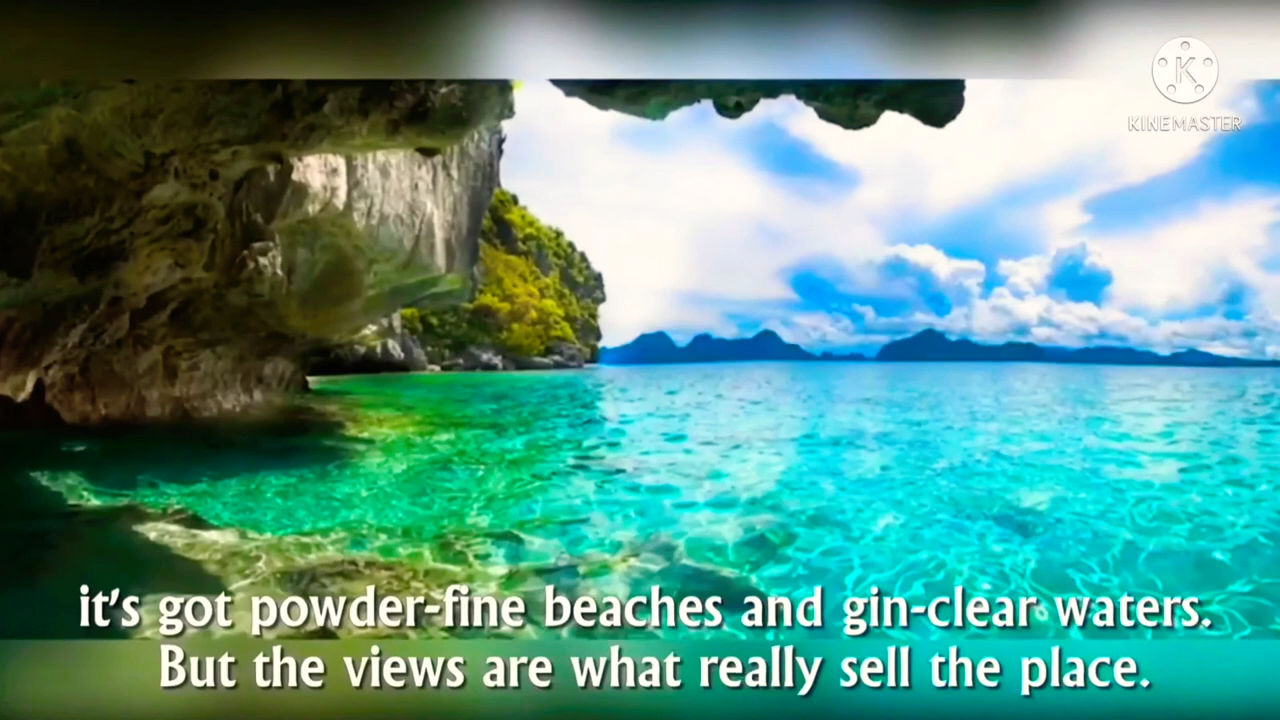 K
KINEMASTER
it's got powder-fine beaches and gin-clear waters.
But the views are what really sell the place.